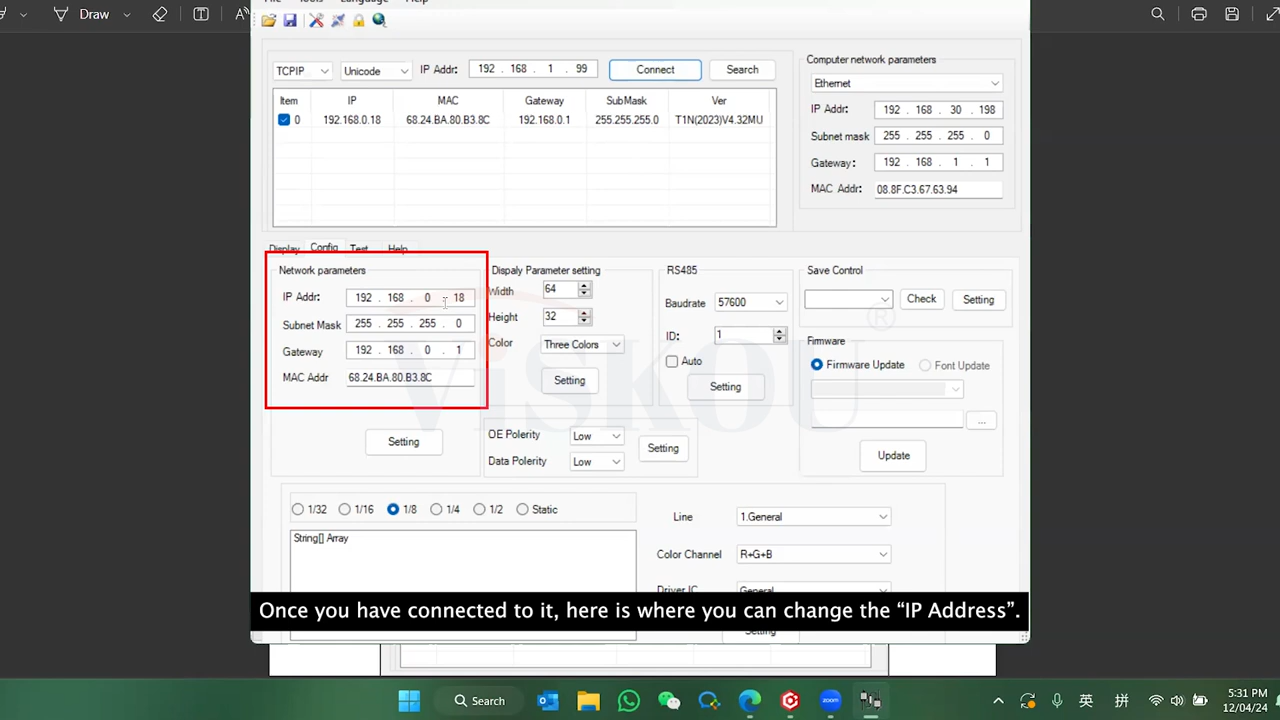 Draw
File Tools Language Help
TCPIP Unicode IP Addr: 192 . 168 . 1 . 99 Connect Search
Item IP MAC Gateway SubMask Ver
0 192.168.0.18 68.24.BA.80.B3.8C 192.168.0.1 255.255.255.0 T1N(2023)V4.32MU
Computer network parameters
Ethernet
IP Addr: 192 . 168 . 30 . 198
Subnet mask 255 . 255 . 255 . 0
Gateway: 192 . 168 . 1 . 1
MAC Addr: 08.8F.C3.67.63.94
Display Config Test Help
Network parameters
IP Addr: 192 . 168 . 0 . 18
Subnet Mask 255 . 255 . 255 . 0
Gateway 192 . 168 . 0 . 1
MAC Addr 68.24.BA.80.B3.8C
Setting
Dispaly Parameter setting
Width 64
Height 32
Color Three Colors
Setting
RS485
Baudrate 57600
ID: 1
Auto
Setting
Save Control
Check Setting
Firmware
Firmware Update Font Update
...
Update
OE Polerity Low
Data Polerity Low
Setting
VISKOU ®
1/32 1/16 1/8 1/4 1/2 Static
String[] Array
Line 1.General
Color Channel R+G+B
Driver IC General
Setting
Once you have connected to it, here is where you can change the “IP Address”.
Search
英 拼
5:31 PM
12/04/24